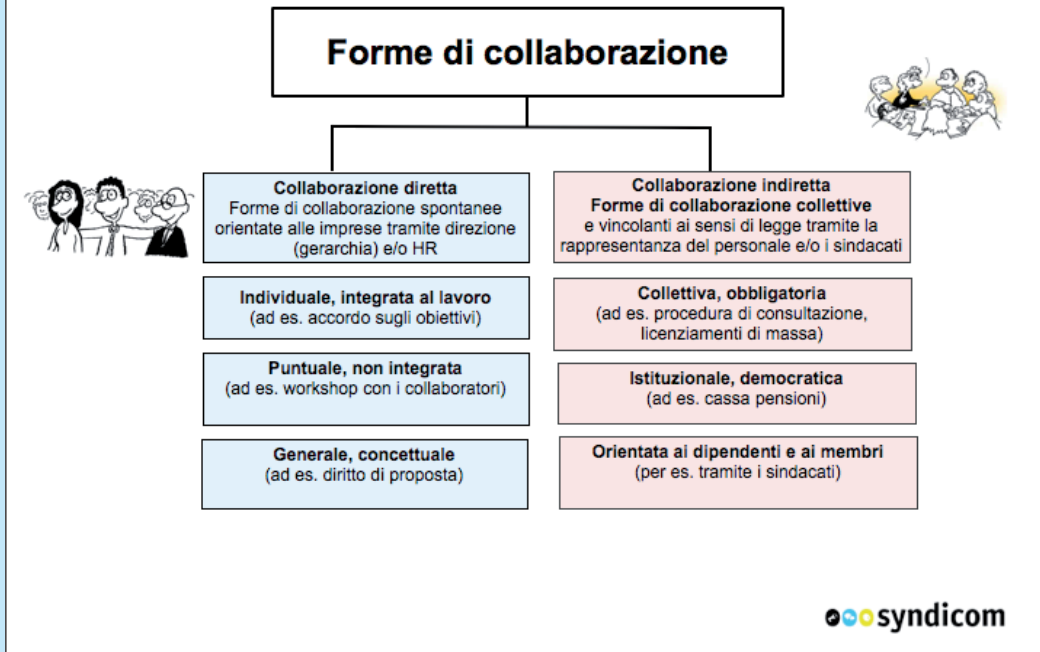 Forme di collaborazione
Collaborazione diretta
Forme di collaborazione spontanee
orientate alle imprese tramite direzione
(gerarchia) e/o HR
Individuale, integrata al lavoro
(ad es. accordo sugli obiettivi)
Puntuale, non integrata
(ad es. workshop con i collaboratori)
Generale, concettuale
(ad es. diritto di proposta)
Collaborazione indiretta
Forme di collaborazione collettive
e vincolanti ai sensi di legge tramite la
rappresentanza del personale e/o i sindacati
Collettiva, obbligatoria
(ad es. procedura di consultazione,
licenziamenti di massa)
Istituzionale, democratica
(ad es. cassa pensioni)
Orientata ai dipendenti e ai membri
(per es. tramite i sindacati)
syndicom